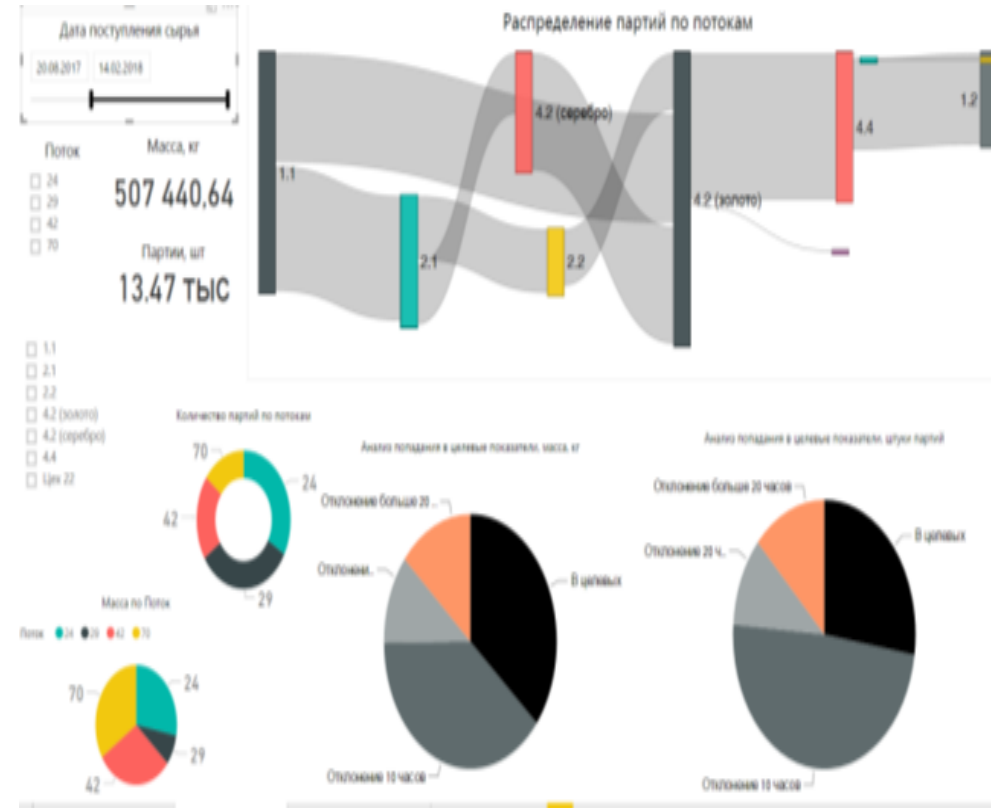 Дата поступления сырья
20.08.2017 14.02.2018
Поток
24
29
42
70
Масса, кг
507 440,64
Партии, шт
13.47 тыс
1.1
2.1
2.2
4.2 (золото)
4.2 (серебро)
4.4
Цех 22
Распределение партий по потокам
1.1
2.1
4.2 (серебро)
2.2
4.2 (золото)
4.4
1.2
Количество партий по потокам
70
24
42
29
Масса по Поток
Поток 24 29 42 70
70
24
29
42
Анализ попадания в целевые показатели, масса, кг
Отклонение больше 20 ...
Отклонени...
В целевых
Отклонение 10 часов
Анализ попадания в целевые показатели, штуки партий
Отклонение больше 20 часов
Отклонение 20 ч...
В целевых
Отклонение 10 часов